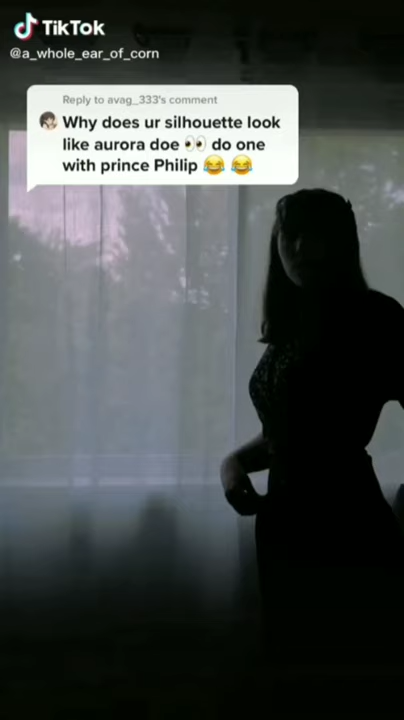 TikTok
@a_whole_ear_of_corn
Reply to avag_333's comment
Why does ur silhouette look
like aurora doe 👀 do one
with prince Philip 😂 😂